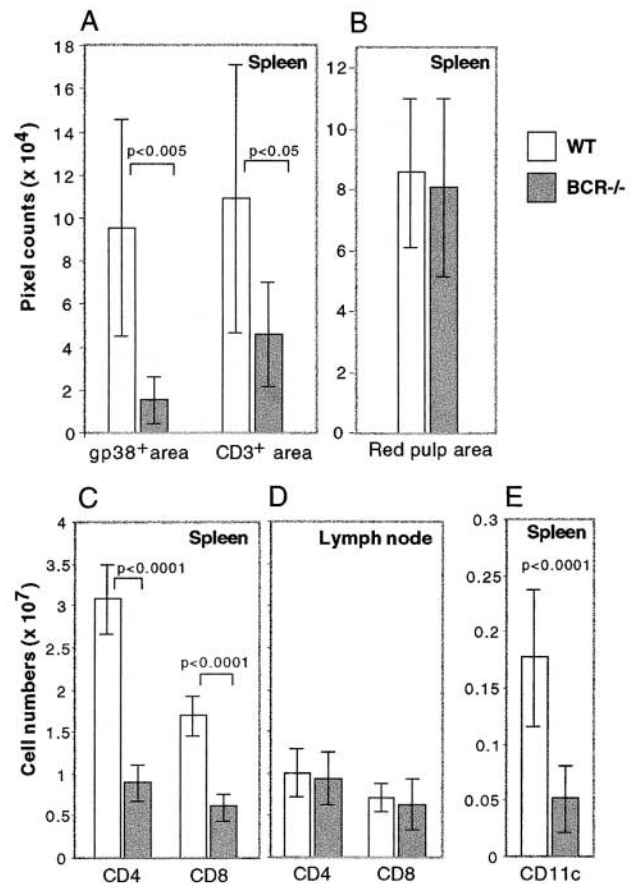 A
B
18
16
14
12
10
8
6
4
2
0
Pixel counts (x 10⁴)
Spleen
p<0.005
p<0.05
gp38⁺area
CD3⁺ area
12
10
8
6
4
2
0
Spleen
Red pulp area
WT
BCR-/-
C
D
E
4
3.5
3
2.5
2
1.5
1
0.5
0
Cell numbers (x 10⁷)
Spleen
p<0.0001
p<0.0001
CD4
CD8
Lymph node
CD4
CD8
0.3
0.25
0.2
0.15
0.1
0.05
0
Spleen
p<0.0001
CD11c